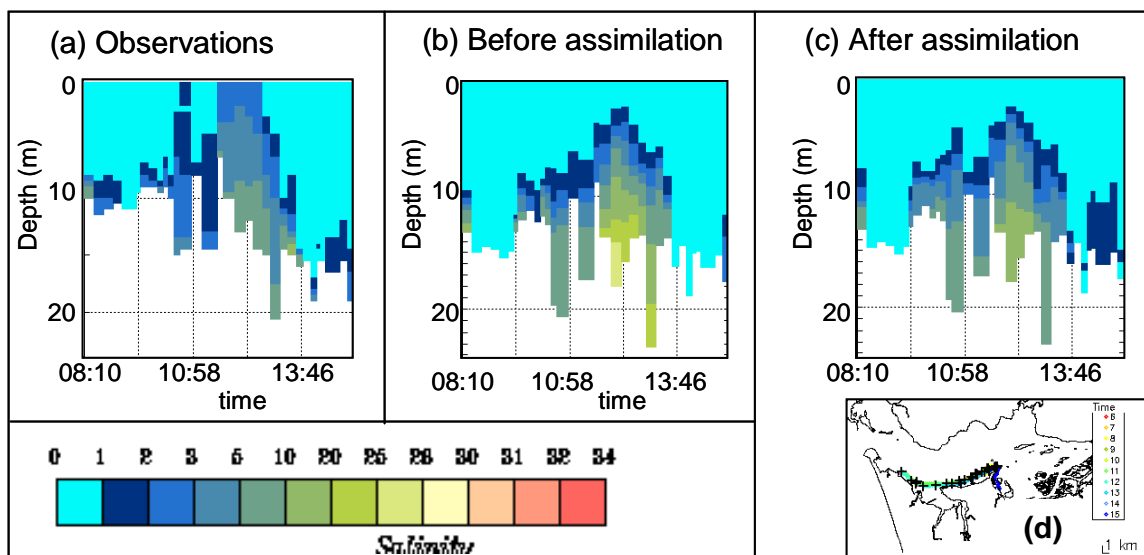 (a) Observations
(b) Before assimilation
(c) After assimilation
0
10
20
Depth (m)
08:10 10:58 13:46
time
0
10
20
Depth (m)
08:10 10:58 13:46
time
0
10
20
Depth (m)
08:10 10:58 13:46
0 1 2 3 5 10 20 25 28 30 31 32 34
Salinity
Time
6
7
8
9
10
11
12
13
14
15
(d)
1 km